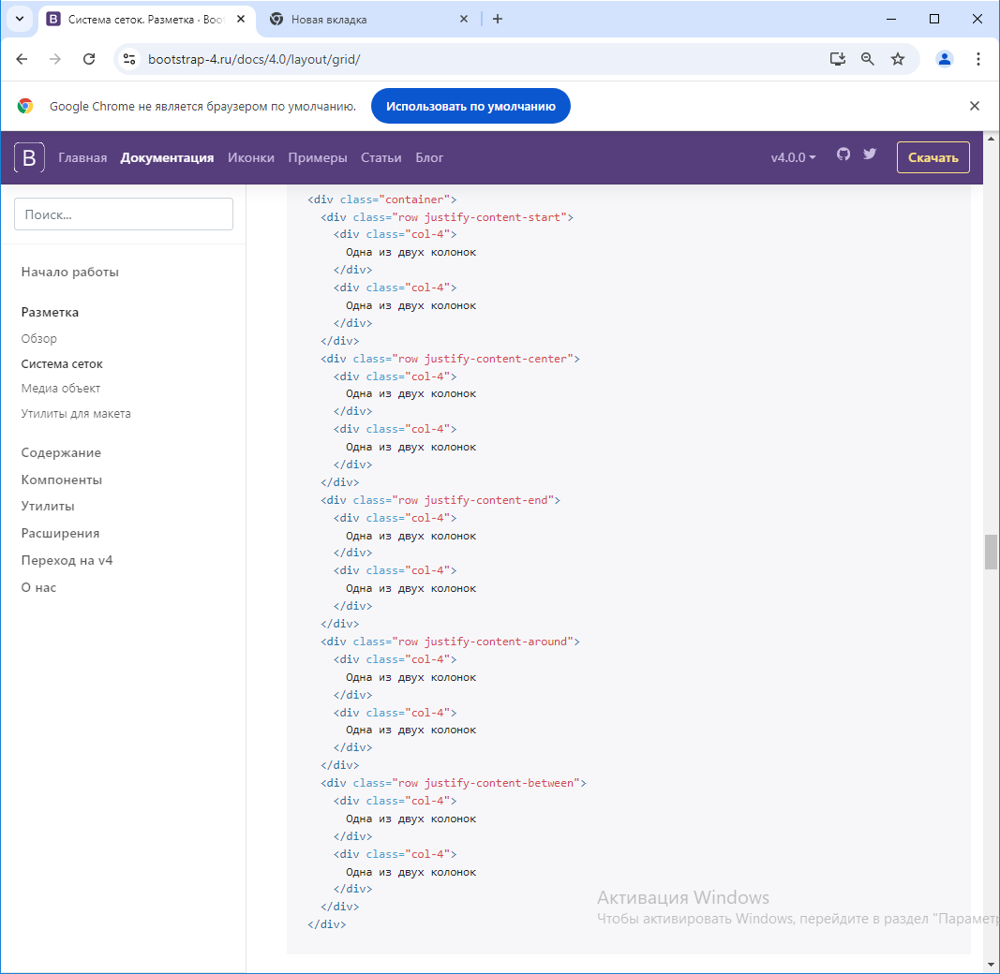 Система сеток. Разметка · Boot
Новая вкладка
bootstrap-4.ru/docs/4.0/layout/grid/
Google Chrome не является браузером по умолчанию.
Использовать по умолчанию
B Главная Документация Иконки Примеры Статьи Блог v4.0.0 Скачать
Поиск...
Начало работы
Разметка
Обзор
Система сеток
Медиа объект
Утилиты для макета
Содержание
Компоненты
Утилиты
Расширения
Переход на v4
О нас
<div class="container">
  <div class="row justify-content-start">
    <div class="col-4">
      Одна из двух колонок
    </div>
    <div class="col-4">
      Одна из двух колонок
    </div>
  </div>
  <div class="row justify-content-center">
    <div class="col-4">
      Одна из двух колонок
    </div>
    <div class="col-4">
      Одна из двух колонок
    </div>
  </div>
  <div class="row justify-content-end">
    <div class="col-4">
      Одна из двух колонок
    </div>
    <div class="col-4">
      Одна из двух колонок
    </div>
  </div>
  <div class="row justify-content-around">
    <div class="col-4">
      Одна из двух колонок
    </div>
    <div class="col-4">
      Одна из двух колонок
    </div>
  </div>
  <div class="row justify-content-between">
    <div class="col-4">
      Одна из двух колонок
    </div>
    <div class="col-4">
      Одна из двух колонок
    </div>
  </div>
</div>
Активация Windows
Чтобы активировать Windows, перейдите в раздел "Параметр